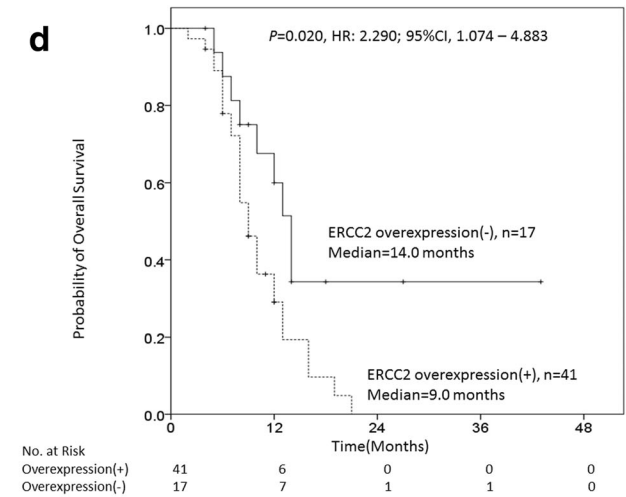 d
P=0.020, HR: 2.290; 95%CI, 1.074 – 4.883
Probability of Overall Survival
1.0
0.8
0.6
0.4
0.2
0.0
ERCC2 overexpression(-), n=17
Median=14.0 months
ERCC2 overexpression(+), n=41
Median=9.0 months
0 12 24 36 48
Time(Months)
No. at Risk
Overexpression(+) 41 6 0 0 0
Overexpression(-) 17 7 1 1 0